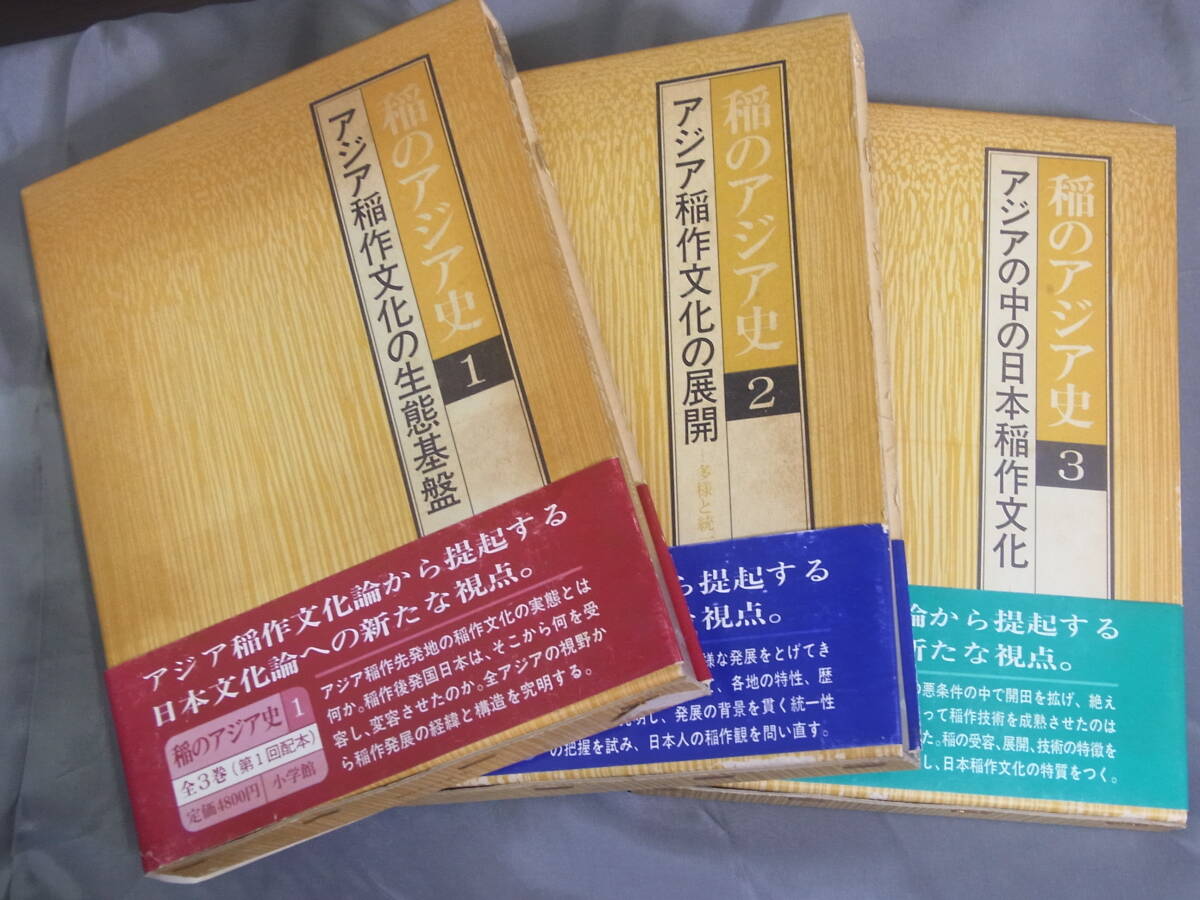 稲のアジア史
1
アジア稲作文化の生態基盤
アジア稲作文化論から提起する
日本文化論への新たな視点。
アジア稲作先発地の稲作文化の実態とは
何か。稲作後発国日本は、そこから何を受
容し、変容させたのか。全アジアの視野か
ら稲作発展の経緯と構造を究明する。
稲のアジア史 1
全3巻(第1回配本)
定価4800円 小学館
稲のアジア史
2
アジア稲作文化の展開
多様と統
ら提起する
視点。
様な発展をとげてき
、各地の特性、歴
明し、発展の背景を貫く統一性
の把握を試み、日本人の稲作観を問い直す。
稲のアジア史
3
アジアの中の日本稲作文化
論から提起する
新たな視点。
悪条件の中で開田を拡げ、絶え
って稲作技術を成熟させたのは
た。稲の受容、展開、技術の特徴を
し、日本稲作文化の特質をつく。